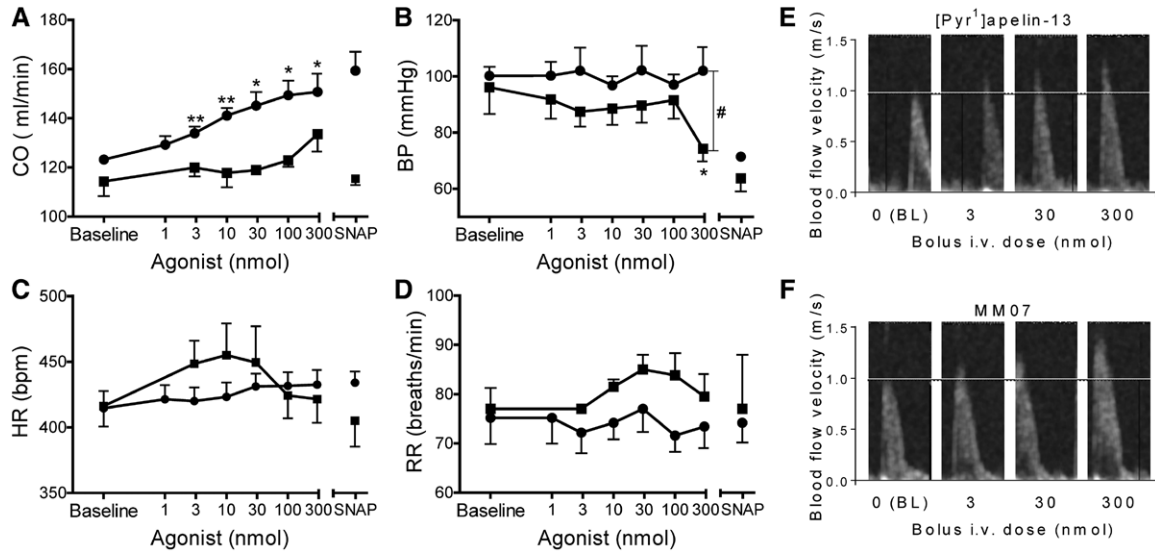 A
CO ( ml/min)
160
140
120
100
Baseline 1 3 10 30 100 300 SNAP
Agonist (nmol)
** ** * * *
B
BP (mmHg)
120
100
80
60
Baseline 1 3 10 30 100 300 SNAP
Agonist (nmol)
#
*
C
HR (bpm)
500
450
400
350
Baseline 1 3 10 30 100 300 SNAP
Agonist (nmol)
D
RR (breaths/min)
100
90
80
70
60
Baseline 1 3 10 30 100 300 SNAP
Agonist (nmol)
E
[Pyr¹]apelin-13
Blood flow velocity (m/s)
1.5
1.0
0.5
0
0 (BL) 3 30 300
Bolus i.v. dose (nmol)
F
MM07
Blood flow velocity (m/s)
1.5
1.0
0.5
0
0 (BL) 3 30 300
Bolus i.v. dose (nmol)